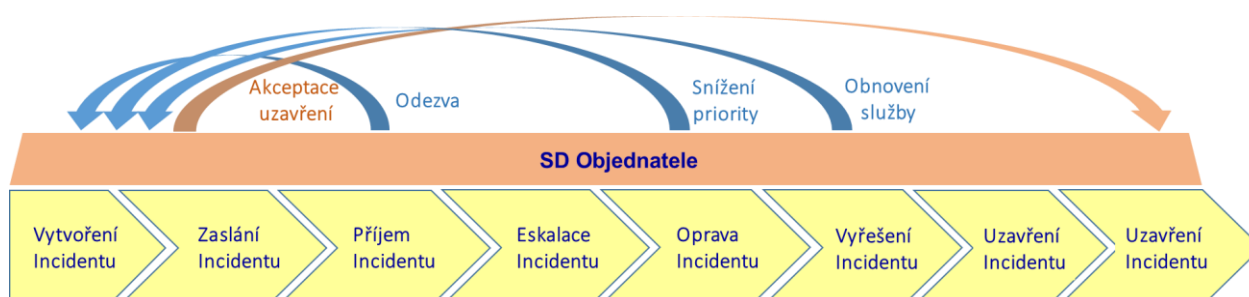 Akceptace
uzavření
Odezva
Snížení
priority
Obnovení
služby
SD Objednatele
Vytvoření
Incidentu
Zaslání
Incidentu
Příjem
Incidentu
Eskalace
Incidentu
Oprava
Incidentu
Vyřešení
Incidentu
Uzavření
Incidentu
Uzavření
Incidentu